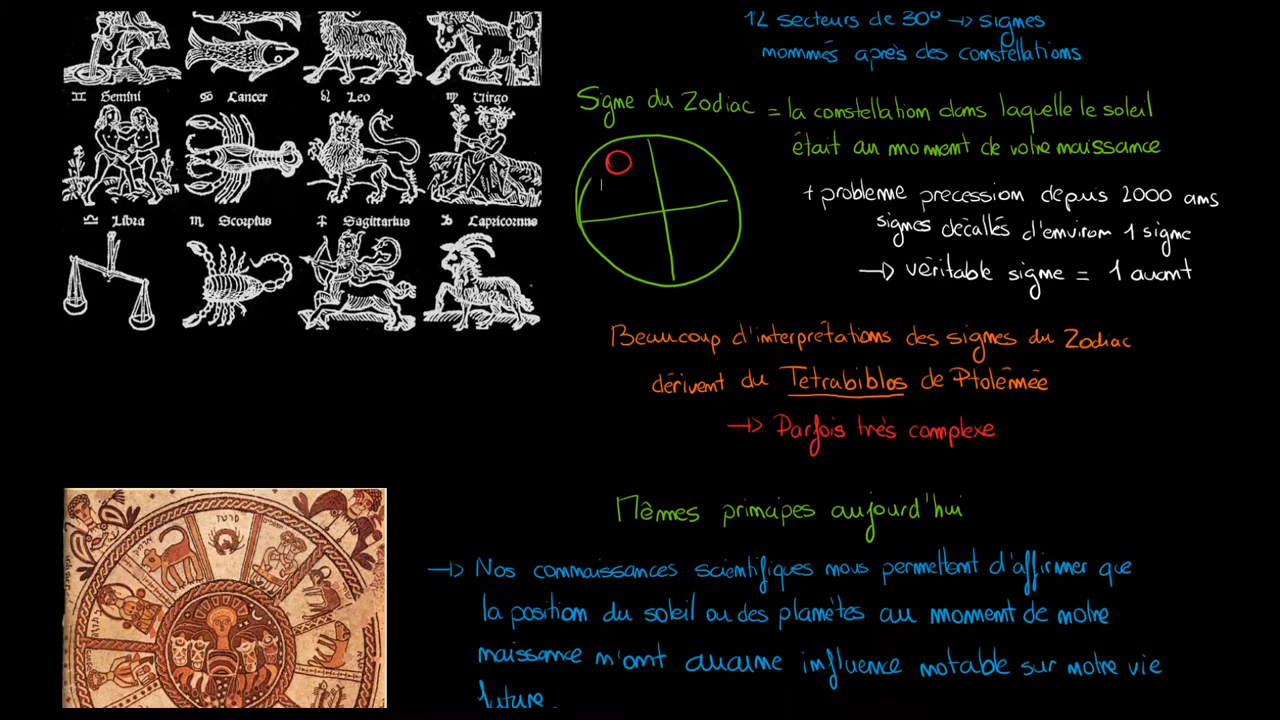 12 secteurs de 30° → signes
mommés après des constellations
♊ Gemini ♋ Cancer ♌ Leo ♍ Virgo
Signe du Zodiac = la constellation dans laquelle le soleil
était au moment de votre naissance
+ problème precession depuis 2000 ans
signes décallés d'environ 1 signe
→ véritable signe = 1 avant
♎ Libra ♏ Scorpius ♐ Sagittarius ♑ Capricornus
Beaucoup d'interprétations des signes du Zodiac
dérivent du Tetrabiblos de Ptolémée
→ Parfois très complexe
Mêmes principes aujourd'hui
→ Nos connaissances scientifiques nous permettent d'affirmer que
la position du soleil ou des planètes au moment de notre
naissance n'ont aucune influence notable sur notre vie
future.
סרטן